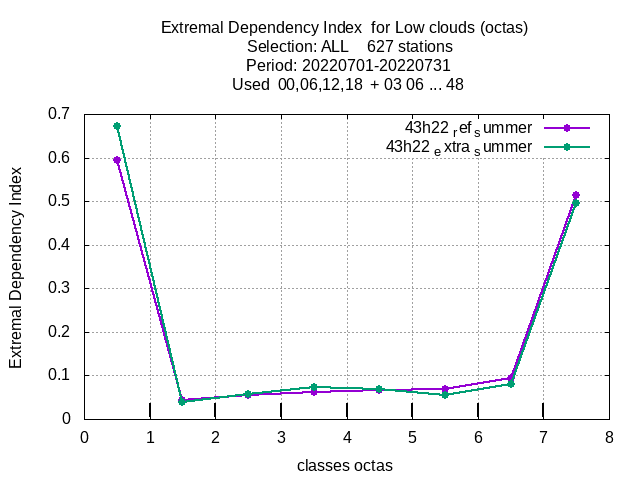 Extremal Dependency Index  for Low clouds (octas)
Selection: ALL    627 stations
Period: 20220701-20220731
Used  00,06,12,18  + 03 06 ... 48
43h22 ref summer
43h22 extra summer
Extremal Dependency Index
0.7
0.6
0.5
0.4
0.3
0.2
0.1
0
0 1 2 3 4 5 6 7 8
classes octas